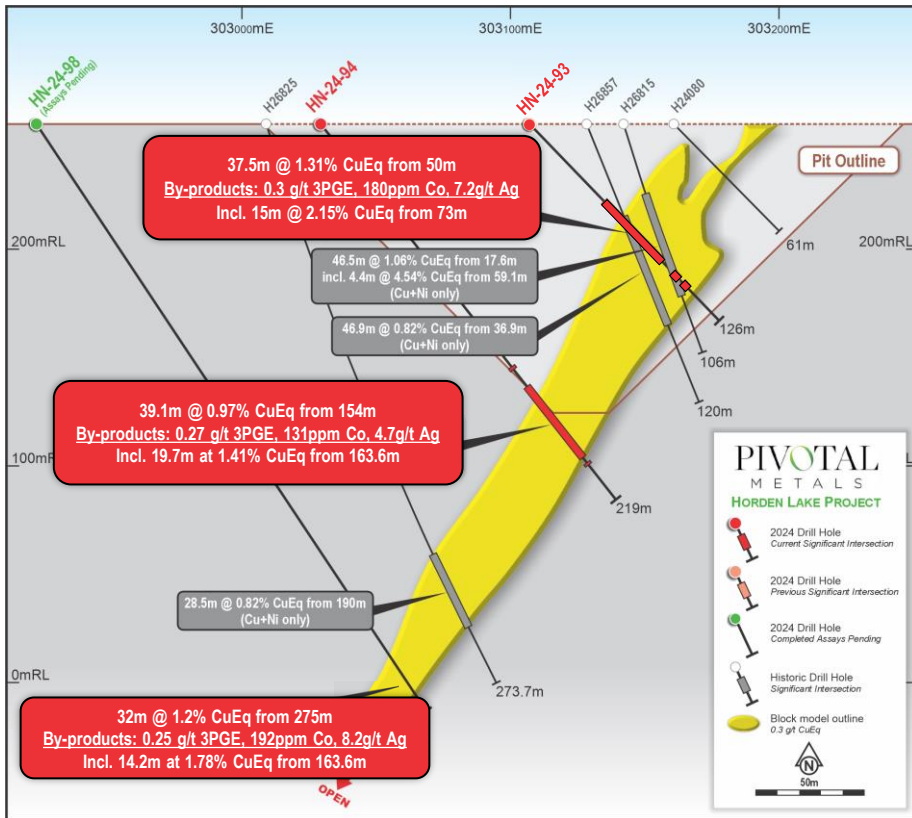 303000mE
303100mE
303200mE
HN-24-98
(Assays Pending)
H26825
HN-24-94
HN-24-93
H26857
H26815
H24080
37.5m @ 1.31% CuEq from 50m
By-products: 0.3 g/t 3PGE, 180ppm Co, 7.2g/t Ag
Incl. 15m @ 2.15% CuEq from 73m
Pit Outline
200mRL
200mRL
61m
46.5m @ 1.06% CuEq from 17.6m
incl. 4.4m @ 4.54% CuEq from 59.1m
(Cu+Ni only)
46.9m @ 0.82% CuEq from 36.9m
(Cu+Ni only)
126m
106m
120m
39.1m @ 0.97% CuEq from 154m
By-products: 0.27 g/t 3PGE, 131ppm Co, 4.7g/t Ag
Incl. 19.7m at 1.41% CuEq from 163.6m
100mRL
100mRL
219m
28.5m @ 0.82% CuEq from 190m
(Cu+Ni only)
0mRL
273.7m
32m @ 1.2% CuEq from 275m
By-products: 0.25 g/t 3PGE, 192ppm Co, 8.2g/t Ag
Incl. 14.2m at 1.78% CuEq from 163.6m
OPEN
PIVOTAL
METALS
HORDEN LAKE PROJECT
2024 Drill Hole
Current Significant Intersection
2024 Drill Hole
Previous Significant Intersection
2024 Drill Hole
Completed Assays Pending
Historic Drill Hole
Significant Intersection
Block model outline
0.3 g/t CuEq
N
50m